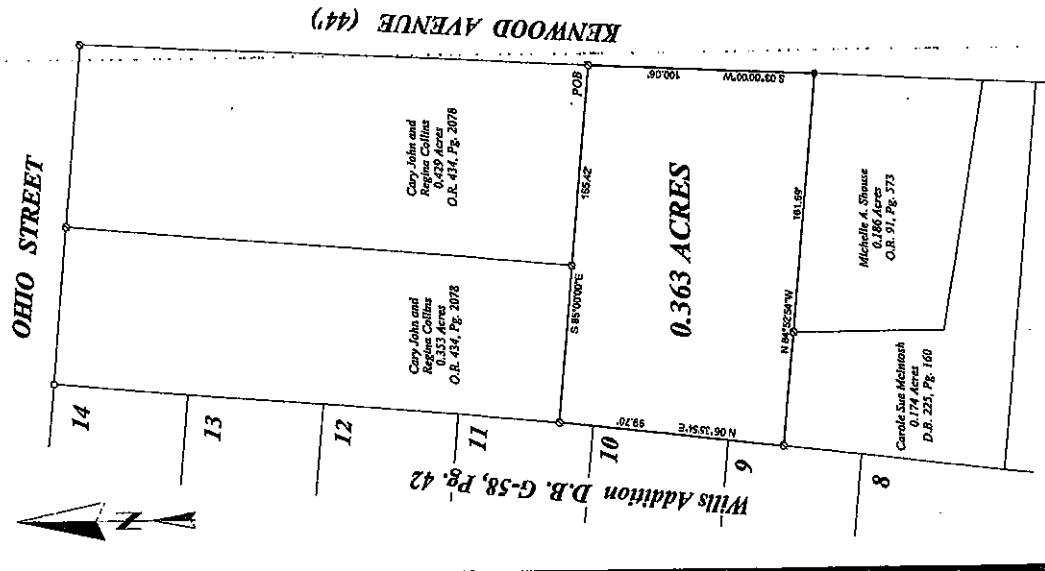 KENWOOD AVENUE (44')
OHIO STREET
POB
Cary John and
Regina Collins
0.429 Acres
O.R. 434, Pg. 2078
Cary John and
Regina Collins
0.353 Acres
O.R. 434, Pg. 2078
100.06'
S 03°00'00"W
165.42'
S 85°00'00"E
0.363 ACRES
161.59'
N 84°52'54"W
99.70'
N 06°35'54"E
Michelle A. Shouse
0.186 Acres
O.R. 91, Pg. 573
Carole Sue McIntosh
0.174 Acres
D.B. 225, Pg. 160
14
13
12
11
10
9
8
Wills Addition D.B. G-58, Pg. 42
N